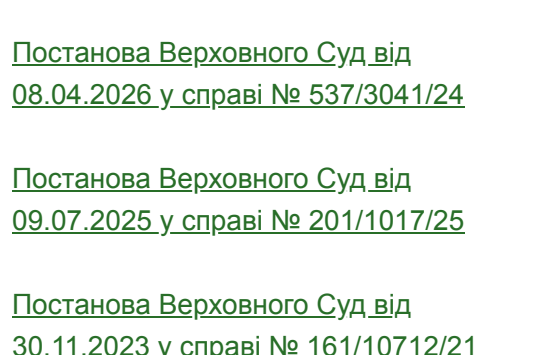 Постанова Верховного Суд від
08.04.2026 у справі № 537/3041/24
Постанова Верховного Суд від
09.07.2025 у справі № 201/1017/25
Постанова Верховного Суд від
30.11.2023 у справі № 161/10712/21